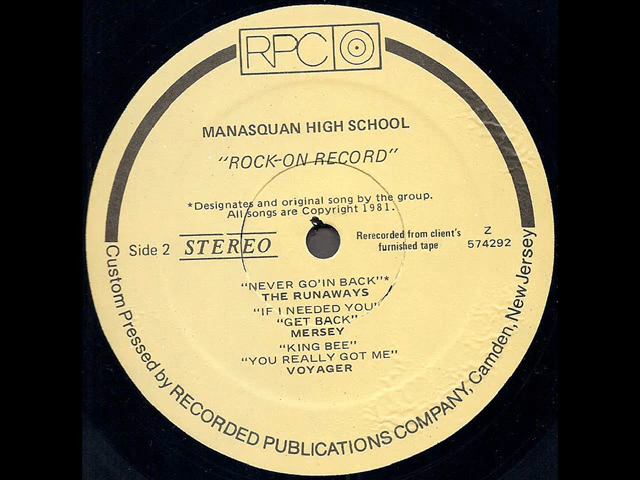 RPC
MANASQUAN HIGH SCHOOL
"ROCK-ON RECORD"
*Designates and original song by the group.
All songs are Copyright 1981.
Side 2 STEREO
Rerecorded from client's
furnished tape
Z
574292
"NEVER GO'IN BACK"*
THE RUNAWAYS
"IF I NEEDED YOU"
"GET BACK"
MERSEY
"KING BEE"
"YOU REALLY GOT ME"
VOYAGER
Custom Pressed by RECORDED PUBLICATIONS COMPANY, Camden, New Jersey